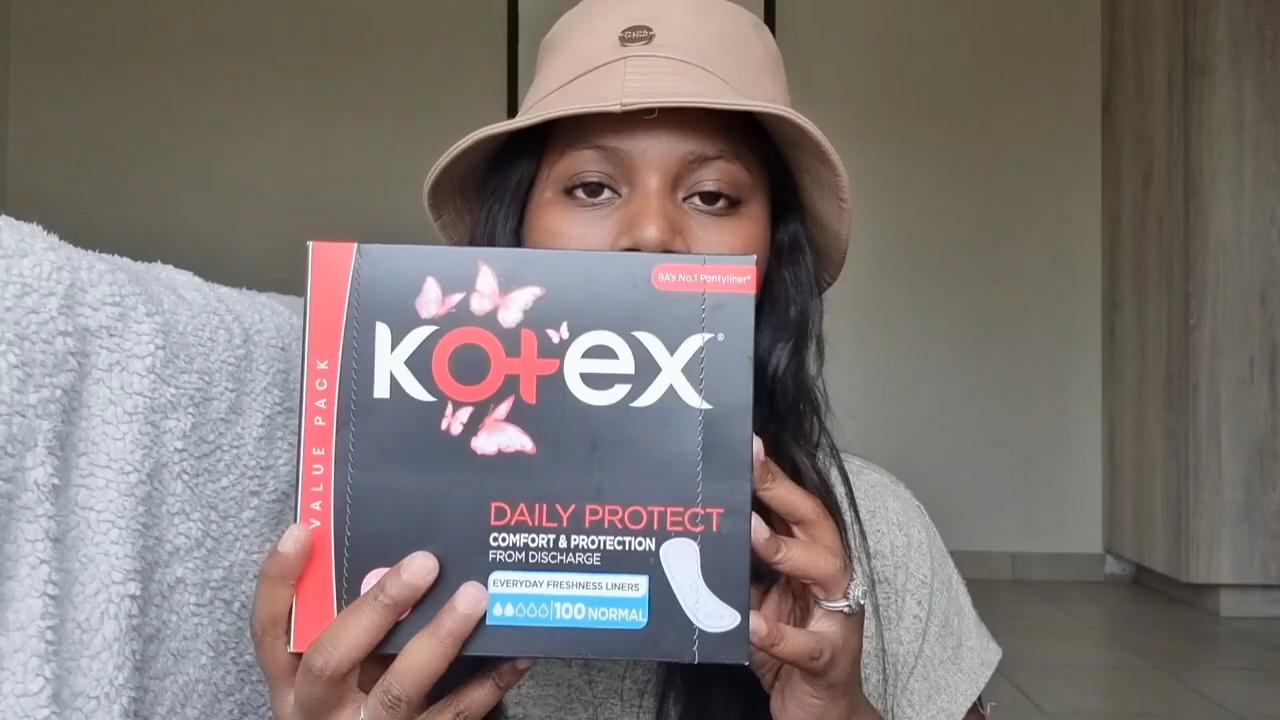 SA's No.1 Pantyliner*
VALUE PACK
Kotex®
DAILY PROTECT
COMFORT & PROTECTION
FROM DISCHARGE
EVERYDAY FRESHNESS LINERS
100 NORMAL